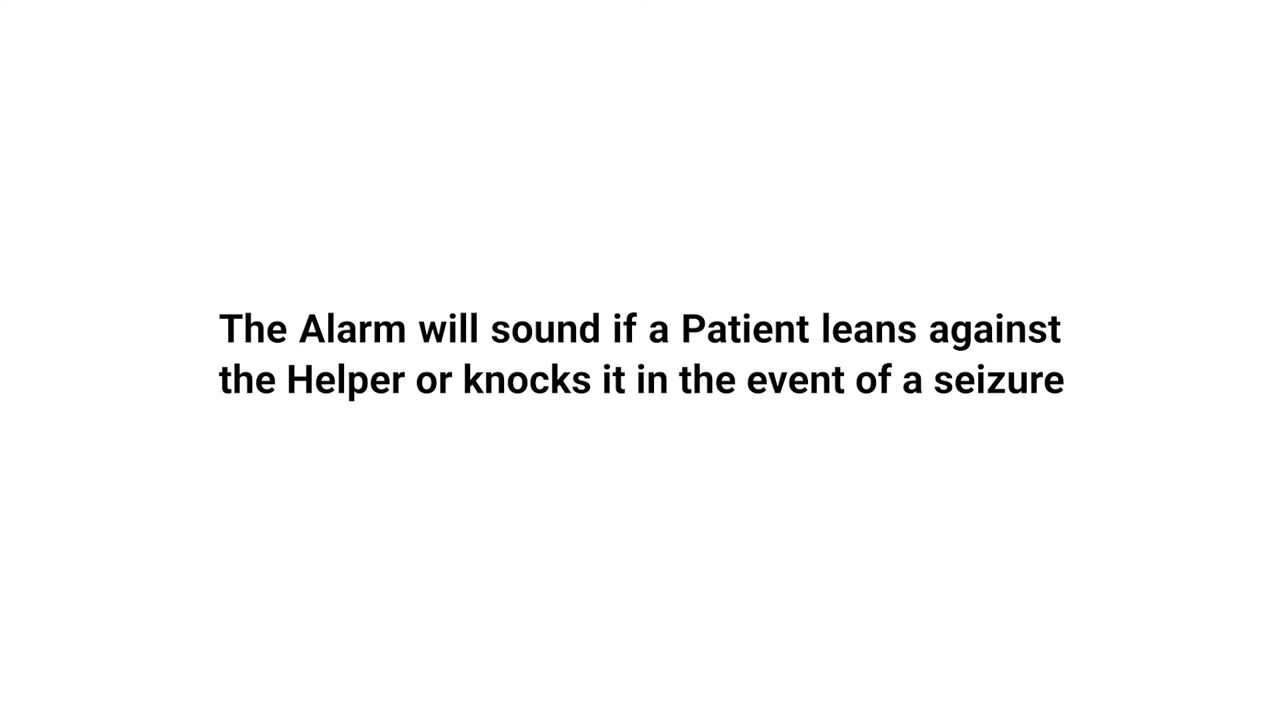 The Alarm will sound if a Patient leans against
the Helper or knocks it in the event of a seizure